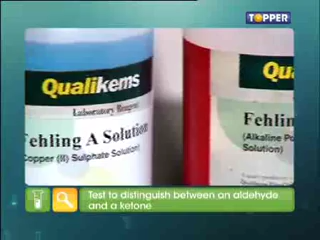 TOPPER
Qualikems
Laboratory Reagent
Fehling A Solution
Copper (II) Sulphate Solution)
Fehling
(Alkaline Po
Solution)
Test to distinguish between an aldehyde
and a ketone